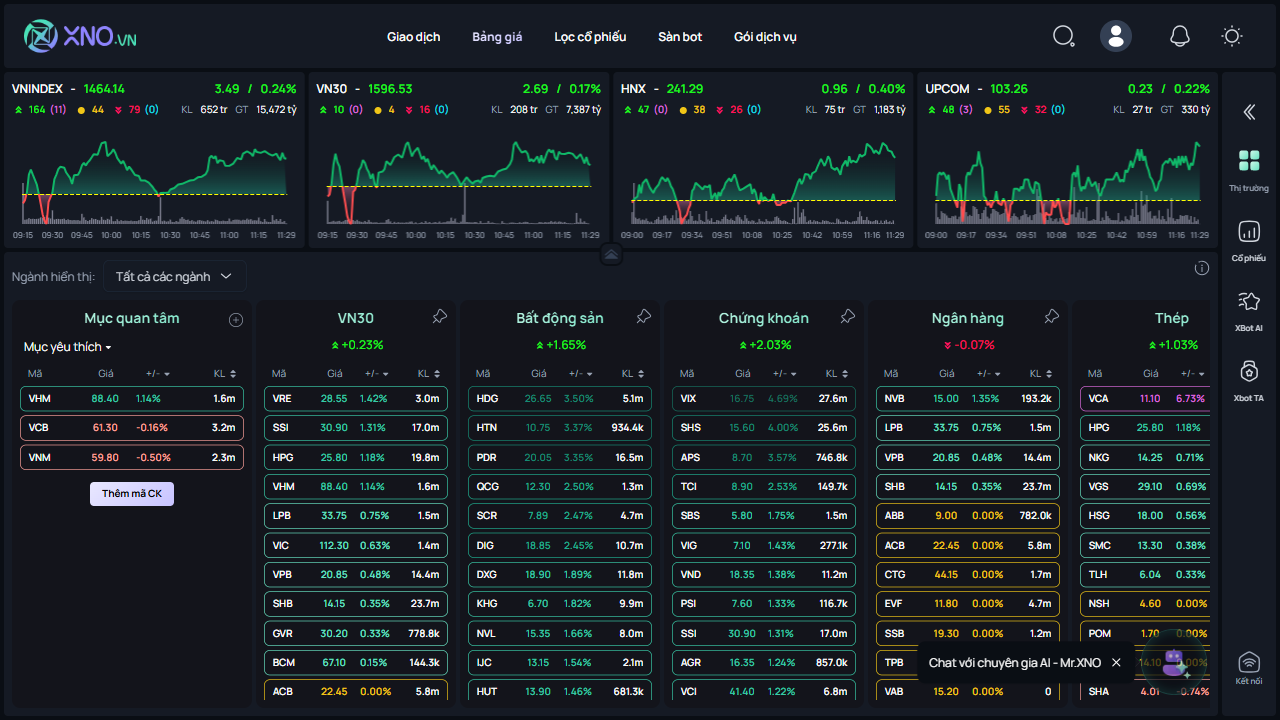 XNO.VN
Giao dịch Bảng giá Lọc cổ phiếu Sàn bot Gói dịch vụ
VNINDEX - 1464.14 3.49 / 0.24%
164 (11) 44 79 (0) KL 652 tr GT 15,472 tỷ
09:15 09:30 09:45 10:00 10:15 10:30 10:45 11:00 11:15 11:29
VN30 - 1596.53 2.69 / 0.17%
10 (0) 4 16 (0) KL 208 tr GT 7,387 tỷ
09:15 09:30 09:45 10:00 10:15 10:30 10:45 11:00 11:15 11:29
HNX - 241.29 0.96 / 0.40%
47 (0) 38 26 (0) KL 75 tr GT 1,183 tỷ
09:00 09:17 09:34 09:51 10:08 10:25 10:42 10:59 11:16 11:29
UPCOM - 103.26 0.23 / 0.22%
48 (3) 55 32 (0) KL 27 tr GT 330 tỷ
09:00 09:17 09:34 09:51 10:08 10:25 10:42 11:59 11:16 11:29
Thị trường
Cổ phiếu
XBot AI
Xbot TA
Kết nối
Ngành hiển thị: Tất cả các ngành
Mục quan tâm
Mục yêu thích
Mã Giá +/- KL
VHM 88.40 1.14% 1.6m
VCB 61.30 -0.16% 3.2m
VNM 59.80 -0.50% 2.3m
Thêm mã CK
VN30
+0.23%
Mã Giá +/- KL
VRE 28.55 1.42% 3.0m
SSI 30.90 1.31% 17.0m
HPG 25.80 1.18% 19.8m
VHM 88.40 1.14% 1.6m
LPB 33.75 0.75% 1.5m
VIC 112.30 0.63% 1.4m
VPB 20.85 0.48% 14.4m
SHB 14.15 0.35% 23.7m
GVR 30.20 0.33% 778.8k
BCM 67.10 0.15% 144.3k
ACB 22.45 0.00% 5.8m
Bất động sản
+1.65%
Mã Giá +/- KL
HDG 26.65 3.50% 5.1m
HTN 10.75 3.37% 934.4k
PDR 20.05 3.35% 16.5m
QCG 12.30 2.50% 1.3m
SCR 7.89 2.47% 4.7m
DIG 18.85 2.45% 10.7m
DXG 18.90 1.89% 11.8m
KHG 6.70 1.82% 9.9m
NVL 15.35 1.66% 8.0m
IJC 13.15 1.54% 2.1m
HUT 13.90 1.46% 681.3k
Chứng khoán
+2.03%
Mã Giá +/- KL
VIX 16.75 4.69% 27.6m
SHS 15.60 4.00% 25.6m
APS 8.70 3.57% 746.8k
TCI 8.90 2.53% 149.7k
SBS 5.80 1.75% 1.5m
VIG 7.10 1.43% 277.1k
VND 18.35 1.38% 11.2m
PSI 7.60 1.33% 116.7k
SSI 30.90 1.31% 17.0m
AGR 16.35 1.24% 857.0k
VCI 41.40 1.22% 6.8m
Ngân hàng
-0.07%
Mã Giá +/- KL
NVB 15.00 1.35% 193.2k
LPB 33.75 0.75% 1.5m
VPB 20.85 0.48% 14.4m
SHB 14.15 0.35% 23.7m
ABB 9.00 0.00% 782.0k
ACB 22.45 0.00% 5.8m
CTG 44.15 0.00% 1.7m
EVF 11.80 0.00% 4.7m
SSB 19.30 0.00% 1.2m
TPB
VAB 15.20 0.00% 0
Thép
+1.03%
Mã Giá +/-
VCA 11.10 6.73%
HPG 25.80 1.18%
NKG 14.25 0.71%
VGS 29.10 0.69%
HSG 18.00 0.56%
SMC 13.30 0.38%
TLH 6.04 0.33%
NSH 4.60 0.00%
POM 1.70 0.00%
14.10 0.00%
SHA 4.01 -0.74%
Chat với chuyên gia AI - Mr.XNO